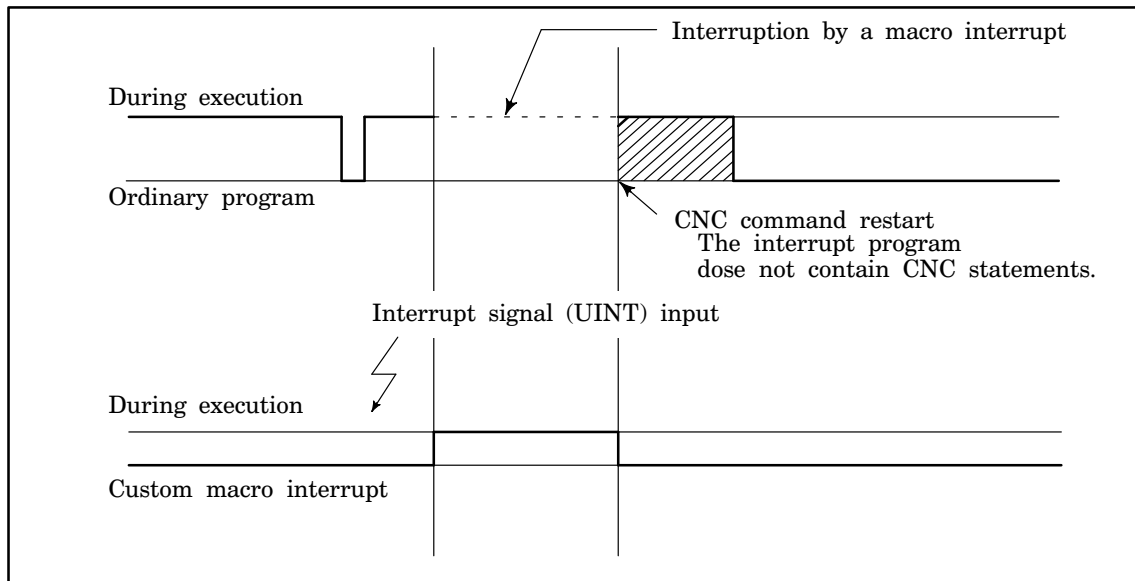 Interruption by a macro interrupt
During execution
Ordinary program
CNC command restart
The interrupt program
dose not contain CNC statements.
Interrupt signal (UINT) input
During execution
Custom macro interrupt